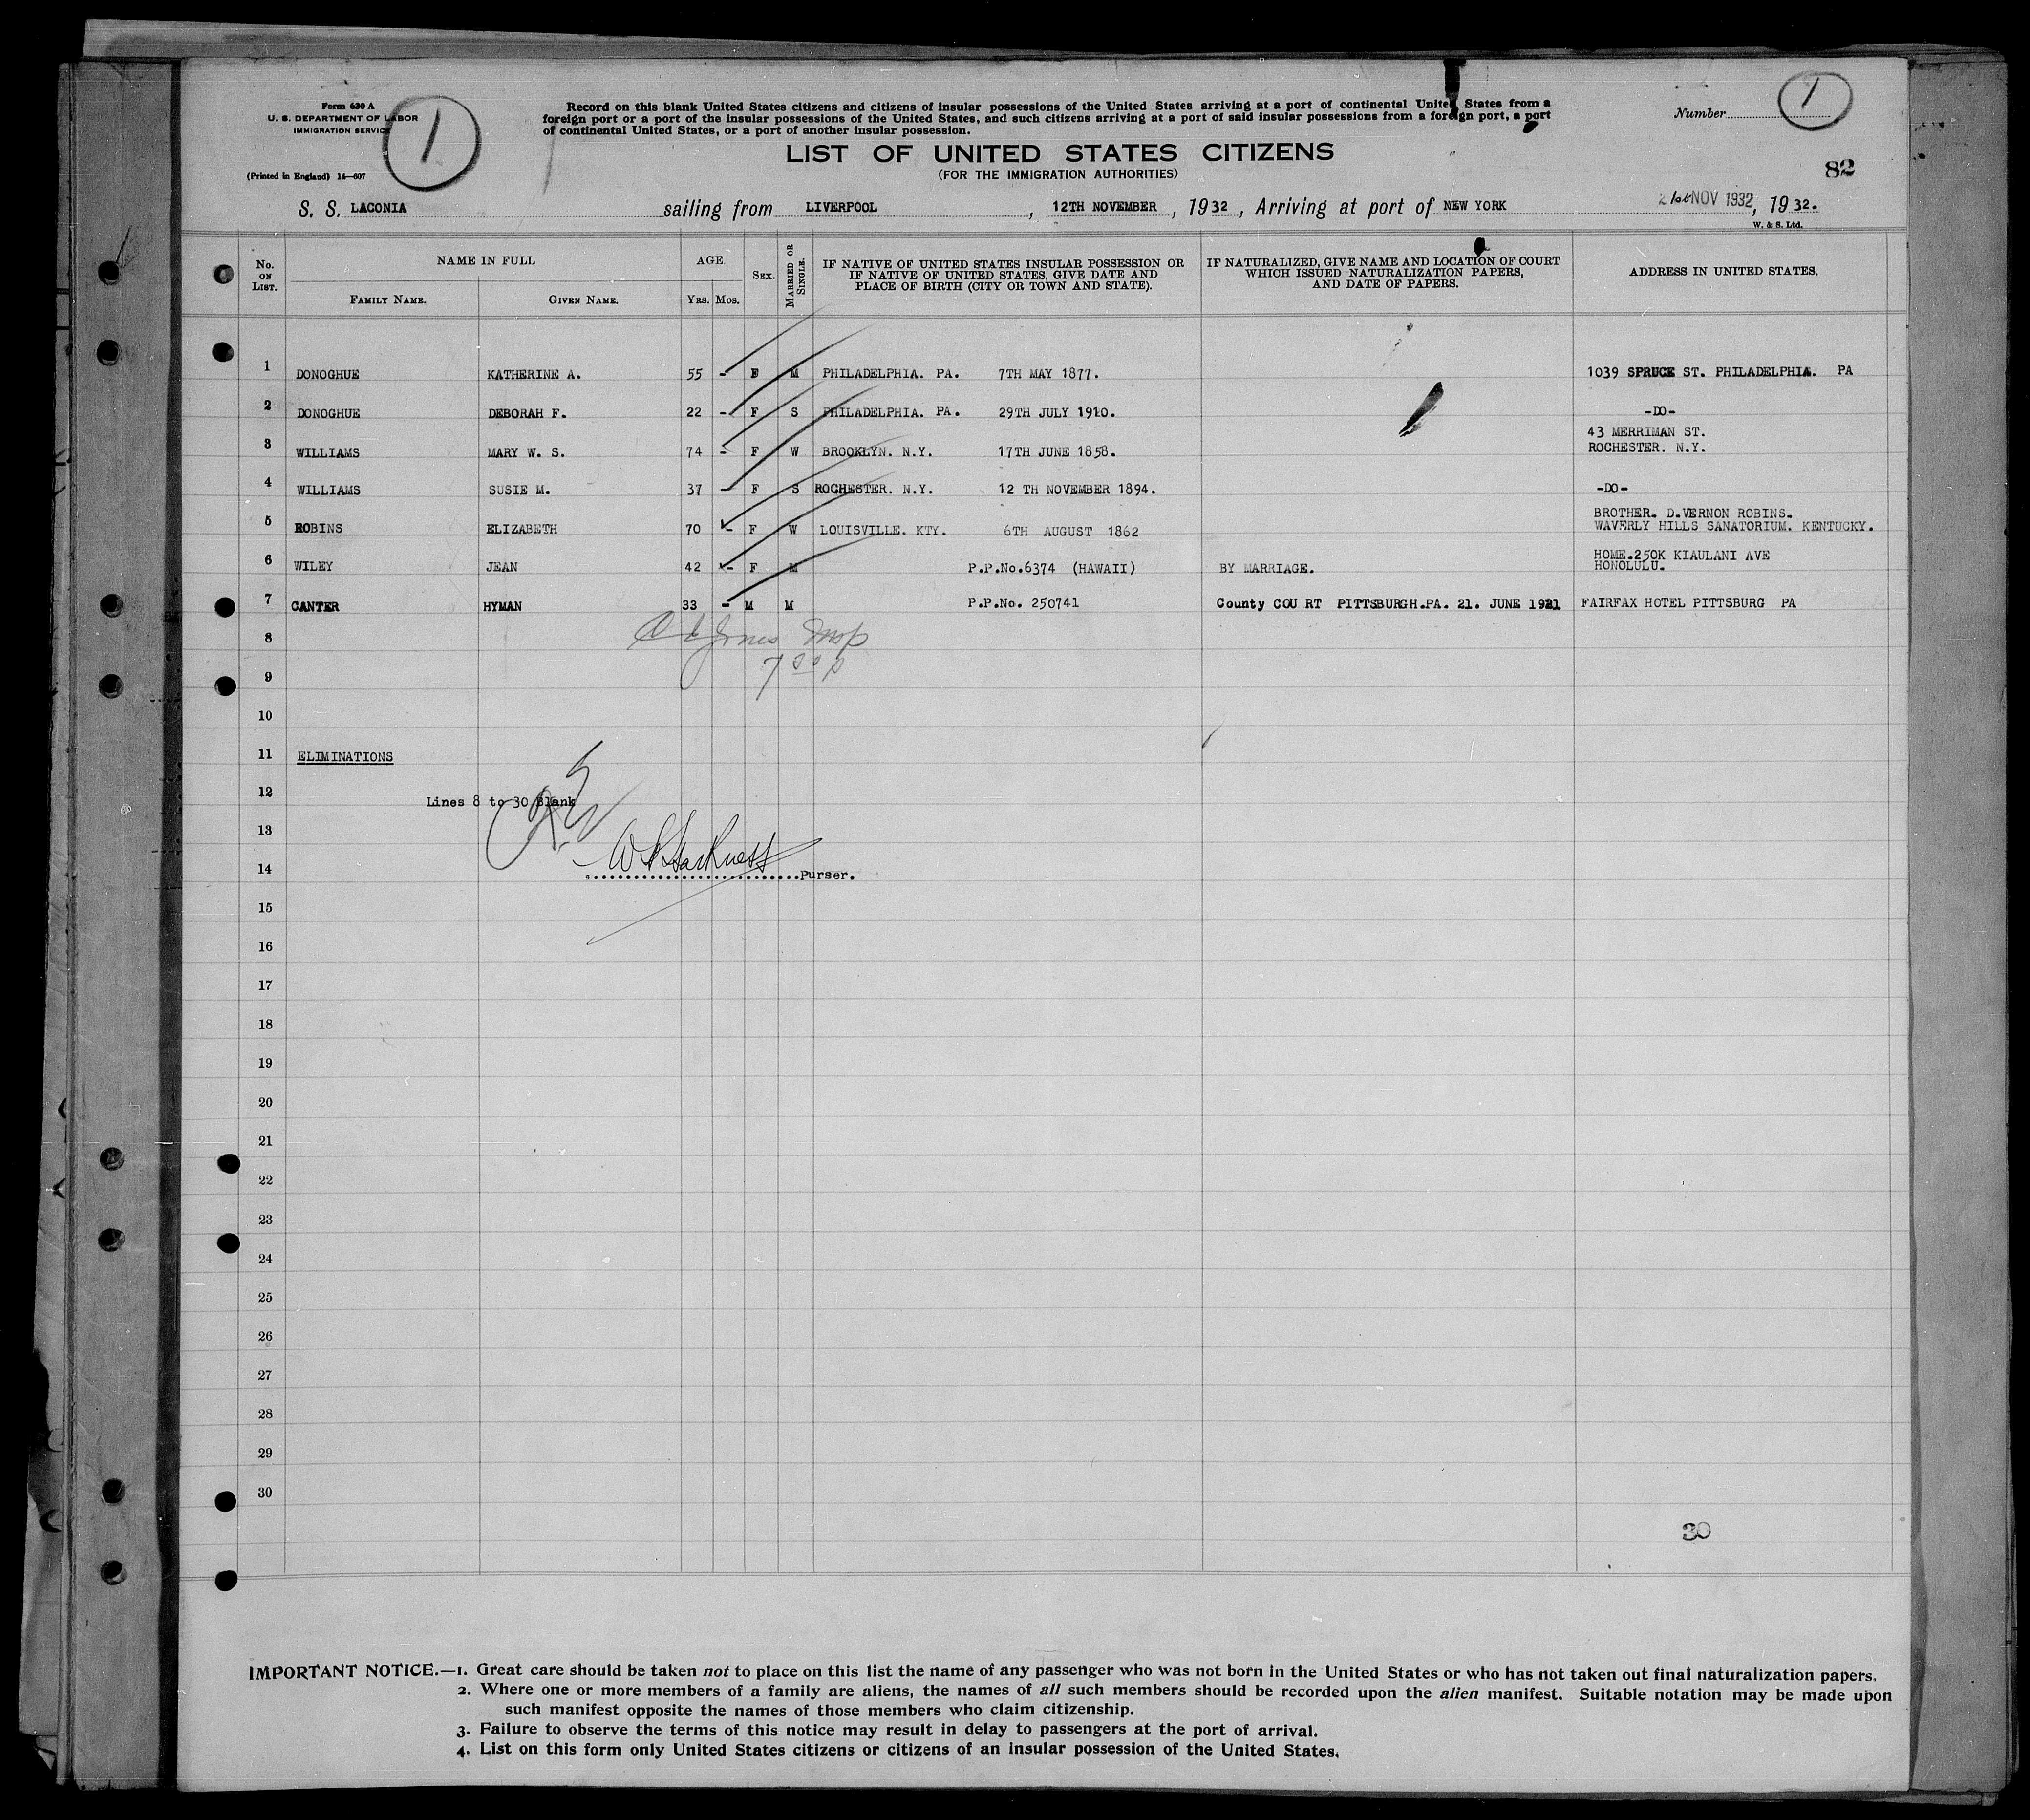 Form 630 A
U. S. DEPARTMENT OF LABOR
IMMIGRATION SERVICE
(Printed in England) 14—607
1
Record on this blank United States citizens and citizens of insular possessions of the United States arriving at a port of continental United States from a
foreign port or a port of the insular possessions of the United States, and such citizens arriving at a port of said insular possessions from a foreign port, a port
of continental United States, or a port of another insular possession.
Number 1
LIST OF UNITED STATES CITIZENS
(FOR THE IMMIGRATION AUTHORITIES)
82
S. S. LACONIA sailing from LIVERPOOL, 12TH NOVEMBER, 1932, Arriving at port of NEW YORK 21st NOV 1932, 1932.
W. & S. Ltd.
No. ON LIST. NAME IN FULL FAMILY NAME. GIVEN NAME. AGE YRS. MOS. SEX. MARRIED OR SINGLE. IF NATIVE OF UNITED STATES INSULAR POSSESSION OR IF NATIVE OF UNITED STATES, GIVE DATE AND PLACE OF BIRTH (CITY OR TOWN AND STATE). IF NATURALIZED, GIVE NAME AND LOCATION OF COURT WHICH ISSUED NATURALIZATION PAPERS, AND DATE OF PAPERS. ADDRESS IN UNITED STATES.
1 DONOGHUE KATHERINE A. 55 - F M PHILADELPHIA. PA. 7TH MAY 1877. 1039 SPRUCE ST. PHILADELPHIA. PA
2 DONOGHUE DEBORAH F. 22 - F S PHILADELPHIA. PA. 29TH JULY 1910. -DO-
3 WILLIAMS MARY W. S. 74 - F W BROOKLYN. N.Y. 17TH JUNE 1858. 43 MERRIMAN ST.
ROCHESTER. N.Y.
4 WILLIAMS SUSIE M. 37 - F S ROCHESTER. N.Y. 12 TH NOVEMBER 1894. -DO-
5 ROBINS ELIZABETH 70 - F W LOUISVILLE. KTY. 6TH AUGUST 1862 BROTHER. D.VERNON ROBINS.
WAVERLY HILLS SANATORIUM. KENTUCKY.
6 WILEY JEAN 42 - F M P.P.No.6374 (HAWAII) BY MARRIAGE. HOME.250K KIAULANI AVE
HONOLULU.
7 CANTER HYMAN 33 - M M P.P.No. 250741 County COU RT PITTSBURGH.PA. 21. JUNE 1921 FAIRFAX HOTEL PITTSBURG PA
8
9
10
11 ELIMINATIONS
12 Lines 8 to 30 Blank
13
14 Purser.
15
16
17
18
19
20
21
22
23
24
25
26
27
28
29
30
30
IMPORTANT NOTICE.—1. Great care should be taken not to place on this list the name of any passenger who was not born in the United States or who has not taken out final naturalization papers.
2. Where one or more members of a family are aliens, the names of all such members should be recorded upon the alien manifest. Suitable notation may be made upon
such manifest opposite the names of those members who claim citizenship.
3. Failure to observe the terms of this notice may result in delay to passengers at the port of arrival.
4. List on this form only United States citizens or citizens of an insular possession of the United States.